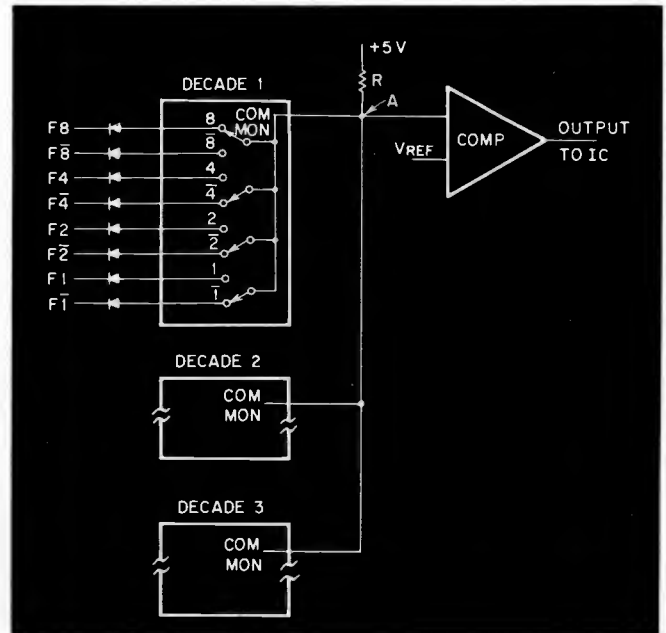 +5V
R
A
DECADE 1
COM
MON
8
8̅
4
4̅
2
2̅
1
1̅
F8
F8̅
F4
F4̅
F2
F2̅
F1
F1̅
VREF
COMP
OUTPUT
TO IC
DECADE 2
COM
MON
DECADE 3
COM
MON